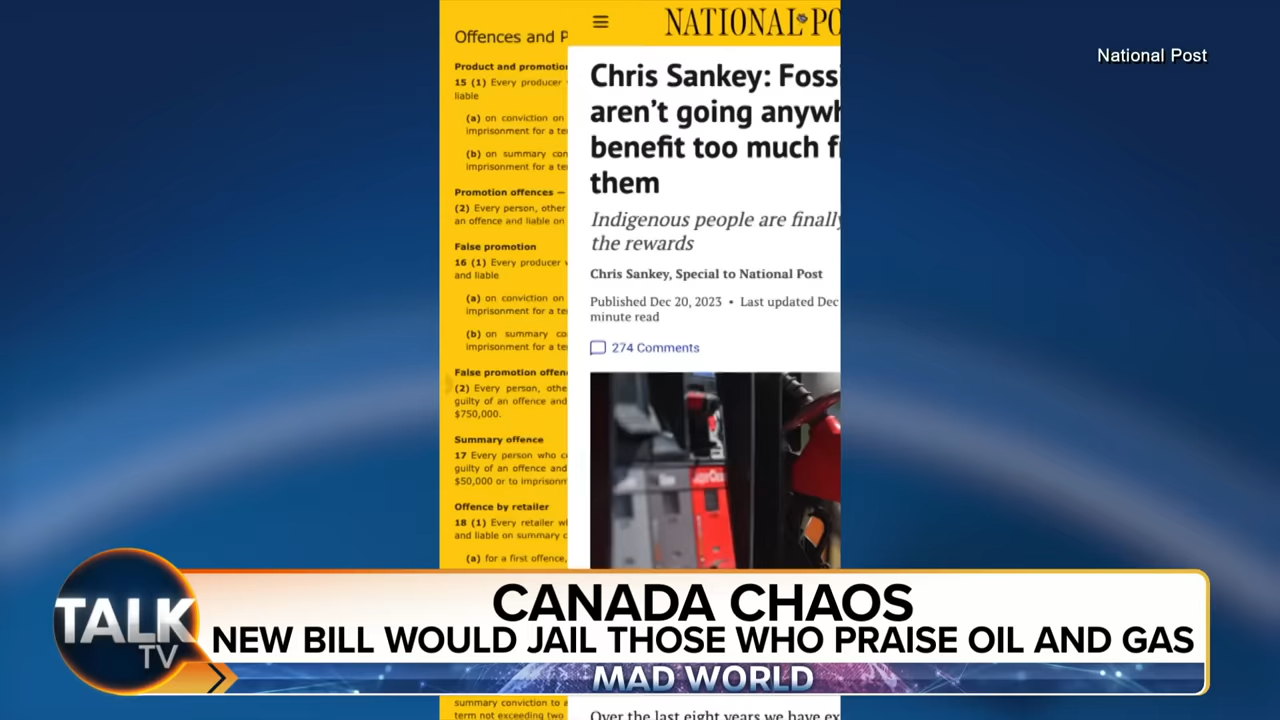 Offences and P
Product and promotion
15 (1) Every producer
liable
(a) on conviction on
imprisonment for a te
(b) on summary con
imprisonment for a te
Promotion offences —
(2) Every person, other
an offence and liable on
False promotion
16 (1) Every producer
and liable
(a) on conviction on
imprisonment for a te
(b) on summary co
imprisonment for a te
False promotion offen
(2) Every person, othe
guilty of an offence and
$750,000.
Summary offence
17 Every person who c
guilty of an offence and
$50,000 or to imprisonm
Offence by retailer
18 (1) Every retailer wh
and liable on summary c
(a) for a first offence,
summary conviction to a
term not exceeding two
NATIONAL PO
Chris Sankey: Foss
aren't going anywh
benefit too much f
them
Indigenous people are finally
the rewards
Chris Sankey, Special to National Post
Published Dec 20, 2023 • Last updated Dec
minute read
274 Comments
Over the last eight years we have ex
National Post
TALK
TV
CANADA CHAOS
NEW BILL WOULD JAIL THOSE WHO PRAISE OIL AND GAS
MAD WORLD